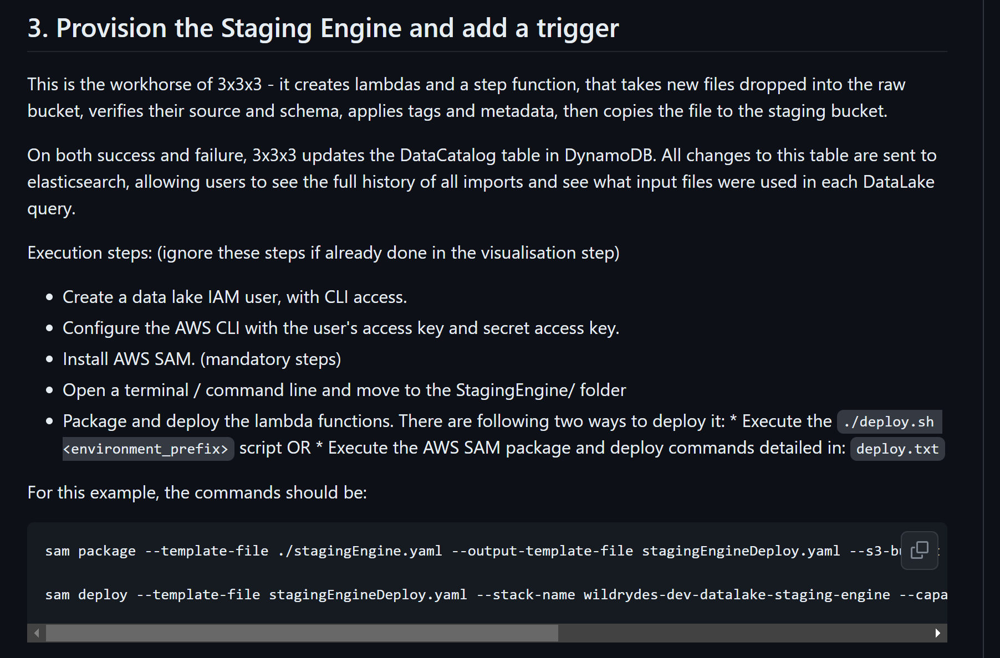 3. Provision the Staging Engine and add a trigger
This is the workhorse of 3x3x3 - it creates lambdas and a step function, that takes new files dropped into the raw
bucket, verifies their source and schema, applies tags and metadata, then copies the file to the staging bucket.
On both success and failure, 3x3x3 updates the DataCatalog table in DynamoDB. All changes to this table are sent to
elasticsearch, allowing users to see the full history of all imports and see what input files were used in each DataLake
query.
Execution steps: (ignore these steps if already done in the visualisation step)
• Create a data lake IAM user, with CLI access.
• Configure the AWS CLI with the user's access key and secret access key.
• Install AWS SAM. (mandatory steps)
• Open a terminal / command line and move to the StagingEngine/ folder
• Package and deploy the lambda functions. There are following two ways to deploy it: * Execute the ./deploy.sh
<environment_prefix> script OR * Execute the AWS SAM package and deploy commands detailed in: deploy.txt
For this example, the commands should be:
sam package --template-file ./stagingEngine.yaml --output-template-file stagingEngineDeploy.yaml
sam deploy --template-file stagingEngineDeploy.yaml --stack-name wildrydes-dev-datalake-staging-engine --capa